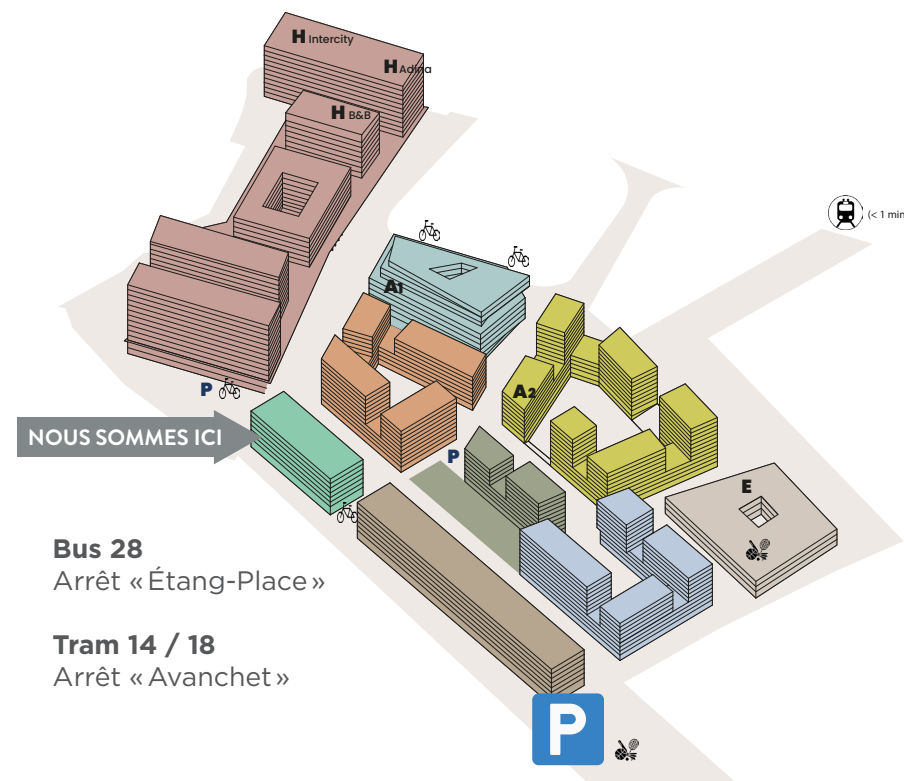 H Intercity
H Adina
H B&B
(< 1 min
A1
A2
P
NOUS SOMMES ICI
P
E
Bus 28
Arrêt « Étang-Place »
Tram 14 / 18
Arrêt « Avanchet »
P